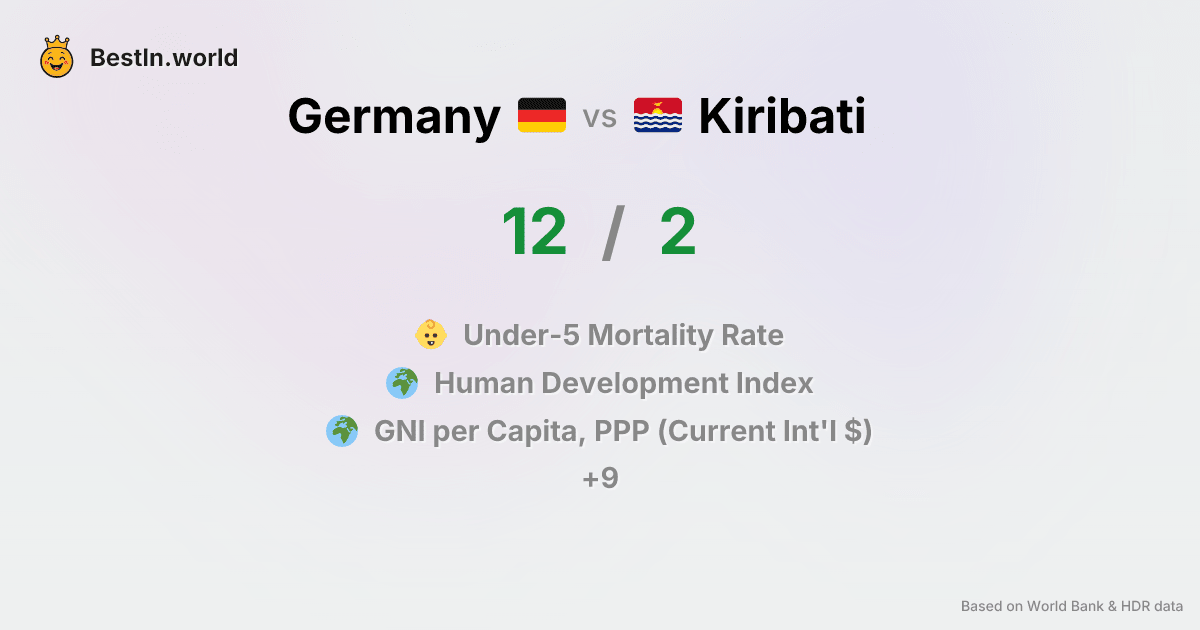 BestIn.world
Germany vs Kiribati
12 / 2
Under-5 Mortality Rate
Human Development Index
GNI per Capita, PPP (Current Int'l $)
+9
Based on World Bank & HDR data